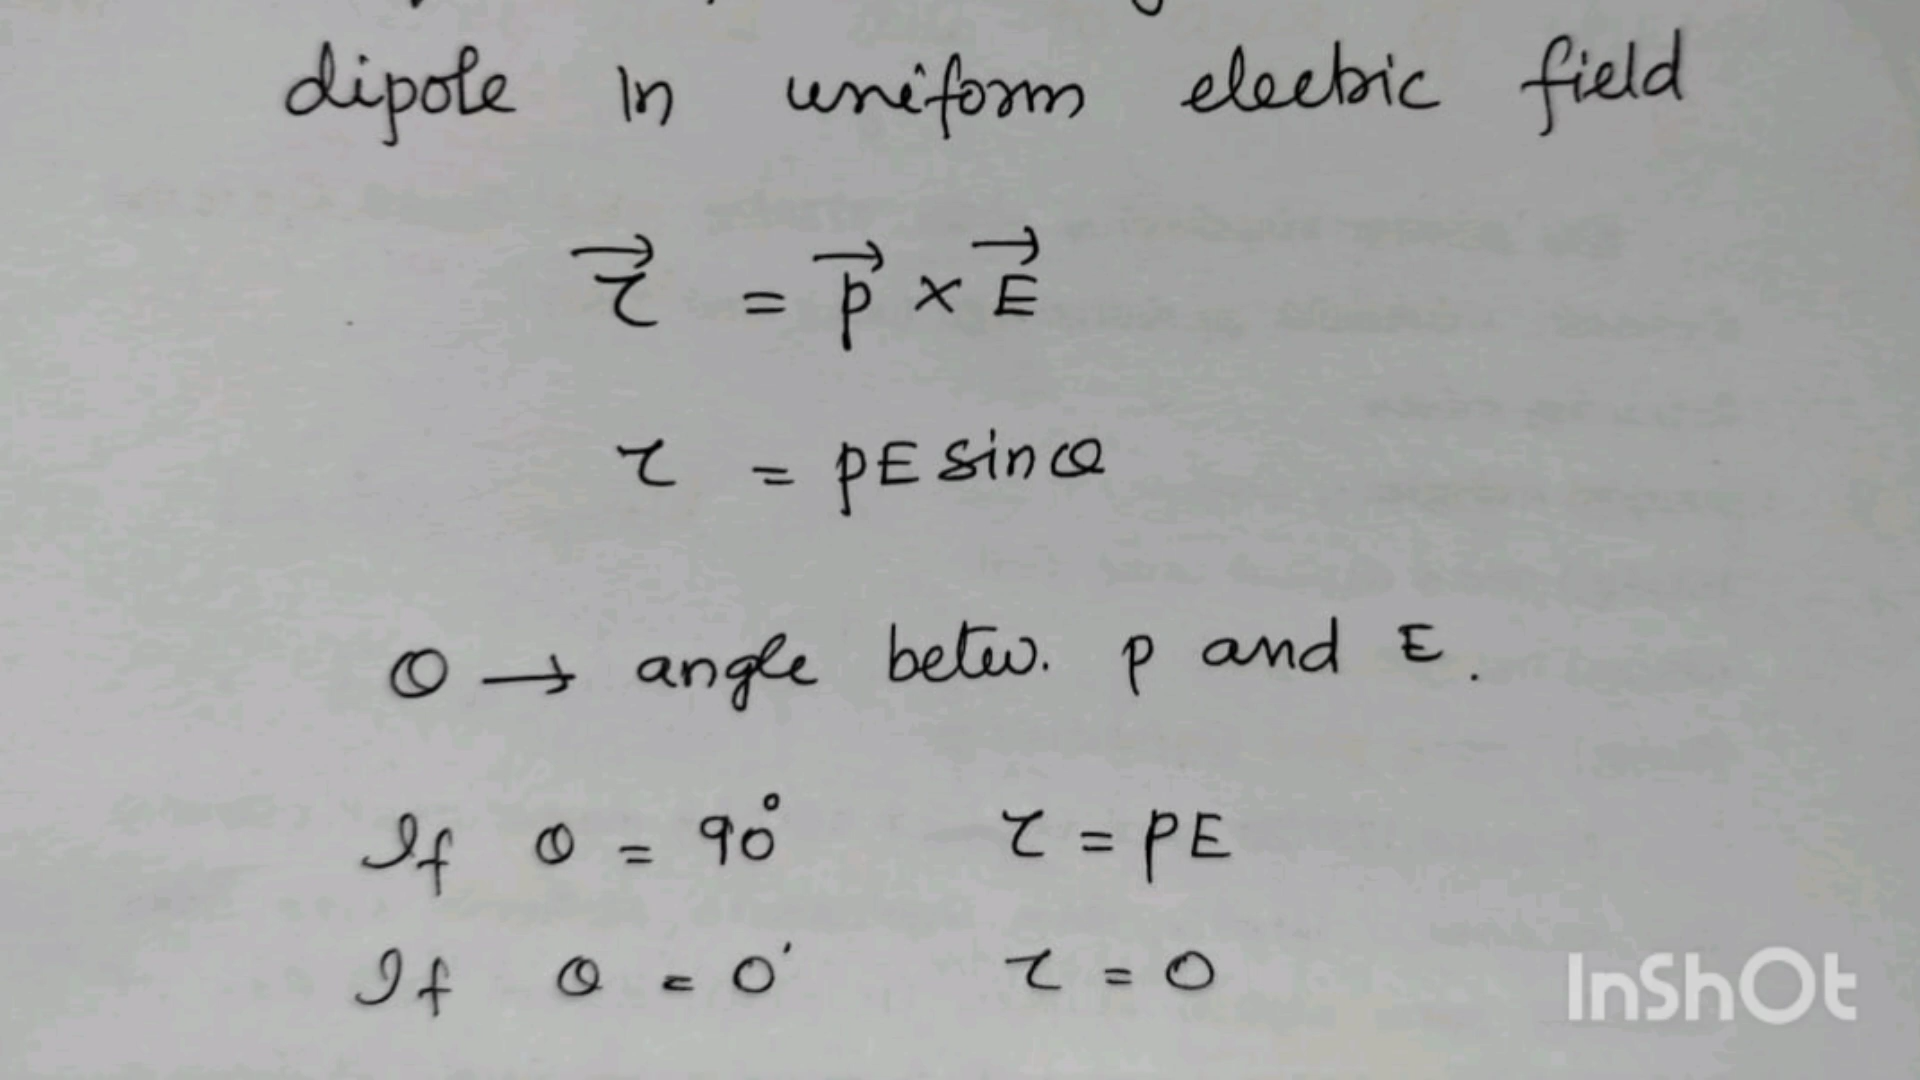 dipole in uniform electric field
τ⃗ = p⃗ × E⃗
τ = pE sinθ
θ → angle betw. p and E.
If θ = 90° τ = pE
If θ = 0° τ = 0
InShOt